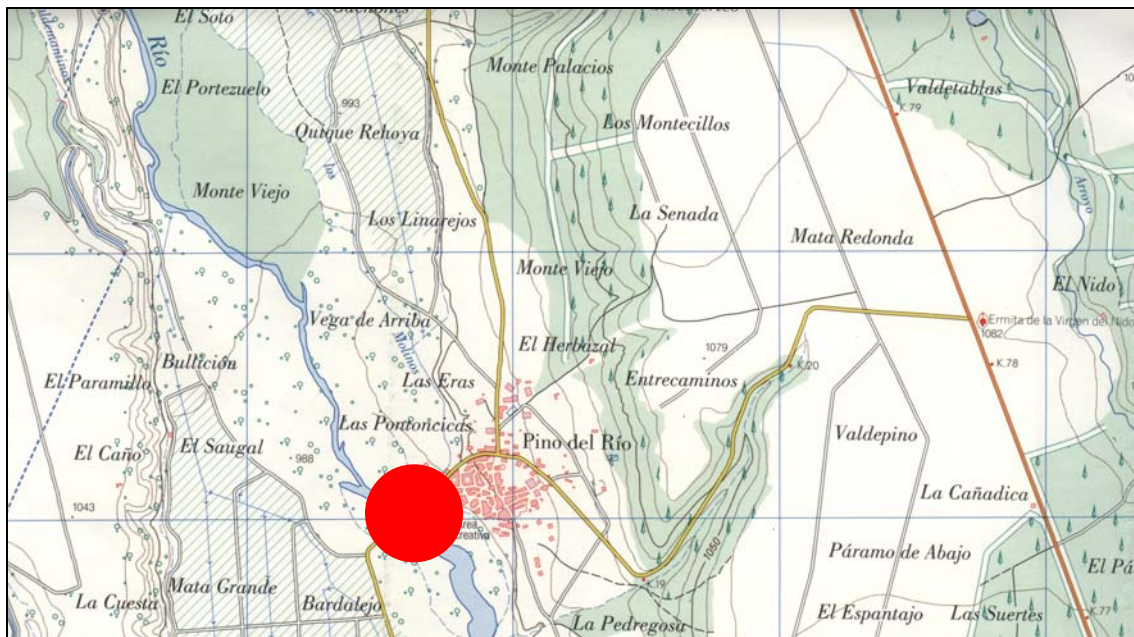 El Soto
Río
Monte Palacios
El Portezuelo
Valdetablas
993
K.79
Quique Rehoya
Los Montecillos
los
Monte Viejo
Arroyo
Los Linarejos
La Senada
Mata Redonda
Monte Viejo
El Nido
Vega de Arriba
Ermita de la Virgen del Nido
1082
Molinos
El Herbazal
1079
Bullición
K.20
K.78
El Paramillo
Las Eras
Entrecaminos
Las Pontoncicas
Pino del Río
Valdepino
El Caño
El Saugal
988
La Cañadica
1043
1050
Páramo de Abajo
K.19
Mata Grande
La Cuesta
Bardalejo
El Espantajo
Las Suertes
K.77
La Pedregosa